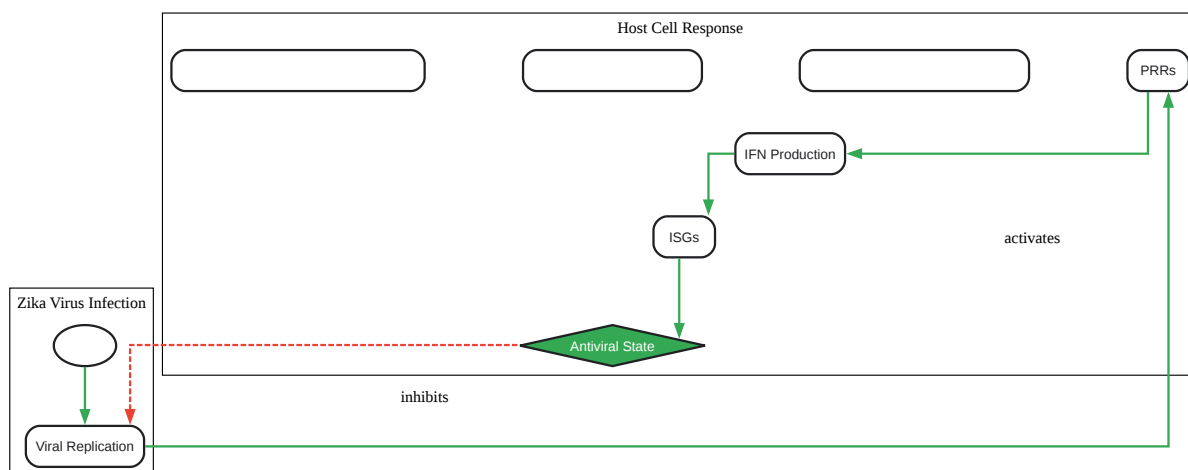 Host Cell Response
PRRs
IFN Production
ISGs
activates
Zika Virus Infection
Antiviral State
inhibits
Viral Replication